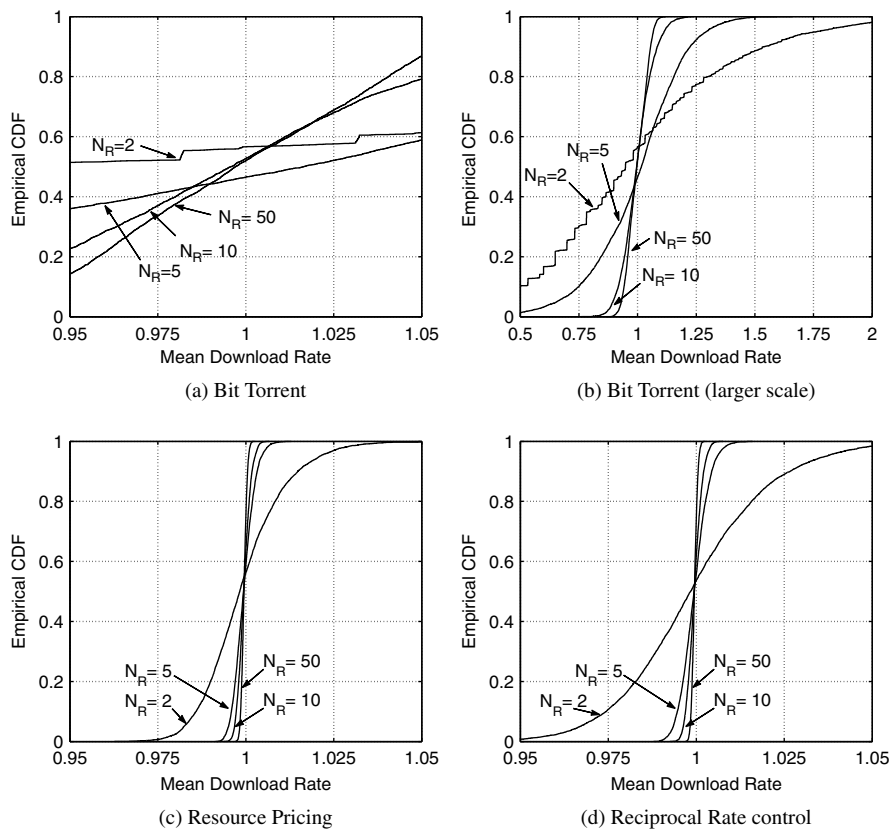 1
0.8
0.6
0.4
0.2
0
Empirical CDF
N_R=2
N_R= 50
N_R= 10
N_R=5
0.95 0.975 1 1.025 1.05
Mean Download Rate
(a) Bit Torrent
1
0.8
0.6
0.4
0.2
0
Empirical CDF
N_R=5
N_R=2
N_R= 50
N_R= 10
0.5 0.75 1 1.25 1.5 1.75 2
Mean Download Rate
(b) Bit Torrent (larger scale)
1
0.8
0.6
0.4
0.2
0
Empirical CDF
N_R= 5
N_R= 50
N_R= 2
N_R= 10
0.95 0.975 1 1.025 1.05
Mean Download Rate
(c) Resource Pricing
1
0.8
0.6
0.4
0.2
0
Empirical CDF
N_R= 5
N_R= 50
N_R= 2
N_R= 10
0.95 0.975 1 1.025 1.05
Mean Download Rate
(d) Reciprocal Rate control